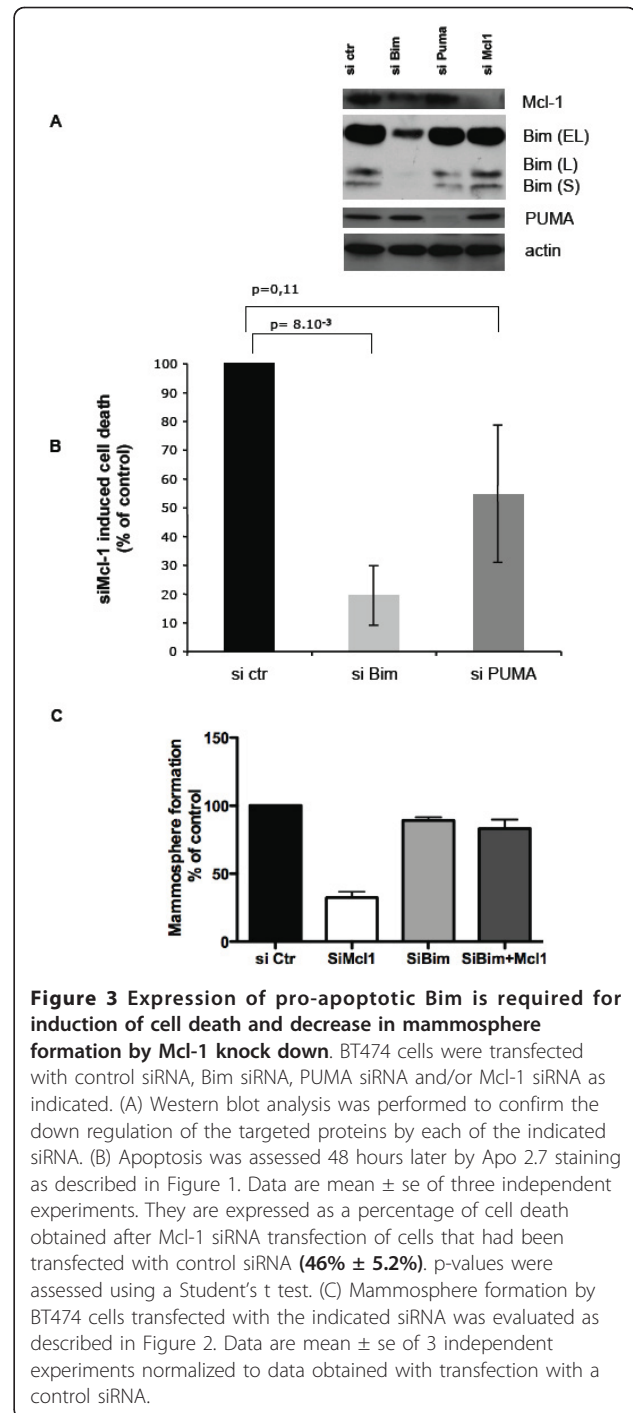 si ctr
si Bim
si Puma
si Mcl1
A
Mcl-1
Bim (EL)
Bim (L)
Bim (S)
PUMA
actin
p=0,11
p= 8.10-3
B
siMcl-1 induced cell death
(% of control)
100
90
80
70
60
50
40
30
20
10
0
si ctr
si Bim
si PUMA
C
Mammosphere formation
% of control
150
100
50
0
si Ctr
SiMcl1
SiBim
SiBim+Mcl1
Figure 3 Expression of pro-apoptotic Bim is required for
induction of cell death and decrease in mammosphere
formation by Mcl-1 knock down. BT474 cells were transfected
with control siRNA, Bim siRNA, PUMA siRNA and/or Mcl-1 siRNA as
indicated. (A) Western blot analysis was performed to confirm the
down regulation of the targeted proteins by each of the indicated
siRNA. (B) Apoptosis was assessed 48 hours later by Apo 2.7 staining
as described in Figure 1. Data are mean ± se of three independent
experiments. They are expressed as a percentage of cell death
obtained after Mcl-1 siRNA transfection of cells that had been
transfected with control siRNA (46% ± 5.2%). p-values were
assessed using a Student's t test. (C) Mammosphere formation by
BT474 cells transfected with the indicated siRNA was evaluated as
described in Figure 2. Data are mean ± se of 3 independent
experiments normalized to data obtained with transfection with a
control siRNA.